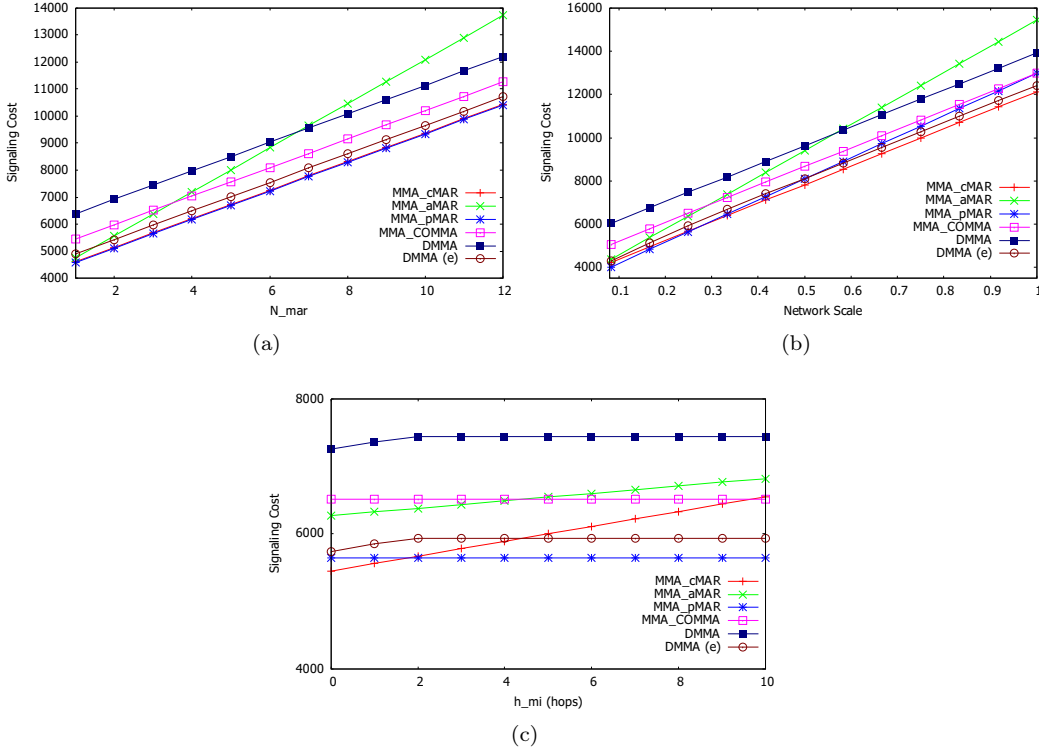 14000
13000
12000
11000
10000
9000
8000
7000
6000
5000
4000
Signaling Cost
MMA_cMAR
MMA_aMAR
MMA_pMAR
MMA_COMMA
DMMA
DMMA (e)
2 4 6 8 10 12
N_mar
(a)
16000
14000
12000
10000
8000
6000
4000
Signaling Cost
MMA_cMAR
MMA_aMAR
MMA_pMAR
MMA_COMMA
DMMA
DMMA (e)
0.1 0.2 0.3 0.4 0.5 0.6 0.7 0.8 0.9 1
Network Scale
(b)
8000
6000
4000
Signaling Cost
MMA_cMAR
MMA_aMAR
MMA_pMAR
MMA_COMMA
DMMA
DMMA (e)
0 2 4 6 8 10
h_mi (hops)
(c)